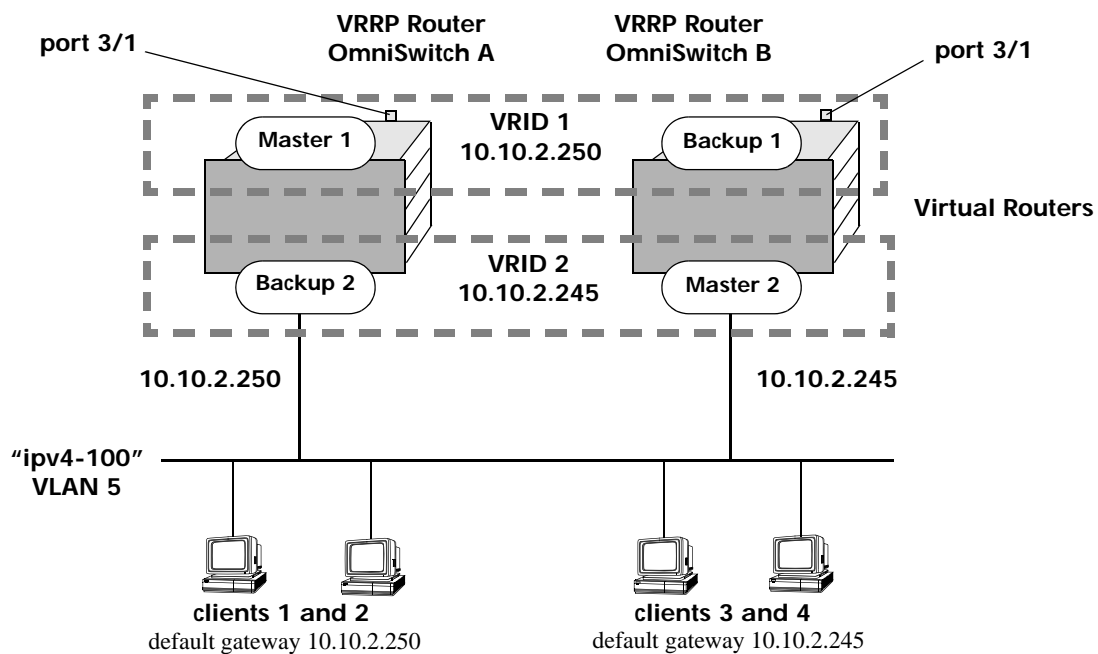 VRRP Router
OmniSwitch A
VRRP Router
OmniSwitch B
port 3/1
port 3/1
Master 1
VRID 1
10.10.2.250
Backup 1
Virtual Routers
Backup 2
VRID 2
10.10.2.245
Master 2
10.10.2.250
10.10.2.245
“ipv4-100”
VLAN 5
clients 1 and 2
default gateway 10.10.2.250
clients 3 and 4
default gateway 10.10.2.245